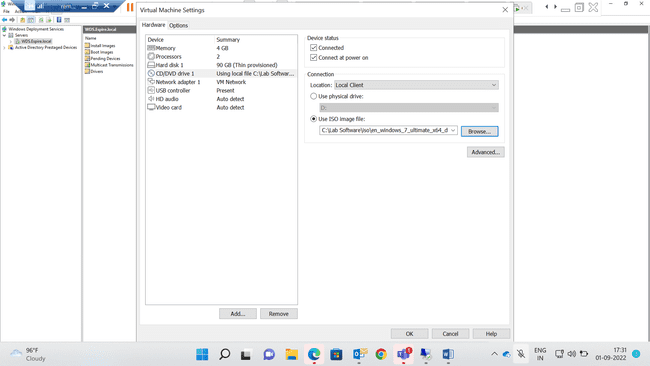 Virtual Machine Settings
Hardware Options
Windows Deployment Services
Servers
WDS.Expire.local
Active Directory Prestaged Devices
WDS.Expire.local
Name
Install Images
Boot Images
Pending Devices
Multicast Transmissions
Drivers
Device Summary
Memory 4 GB
Processors 2
Hard disk 1 90 GB (Thin provisioned)
CD/DVD drive 1 Using local file C:\Lab Softwar...
Network adapter 1 VM Network
USB controller Present
HD audio Auto detect
Video card Auto detect
Add... Remove
Device status
Connected
Connect at power on
Connection
Location: Local Client
Use physical drive:
D:
Use ISO image file:
C:\Lab Software\iso\en_windows_7_ultimate_x64_d
Browse...
Advanced...
OK Cancel Help
96°F
Cloudy
1
ENG
IN
17:31
01-09-2022